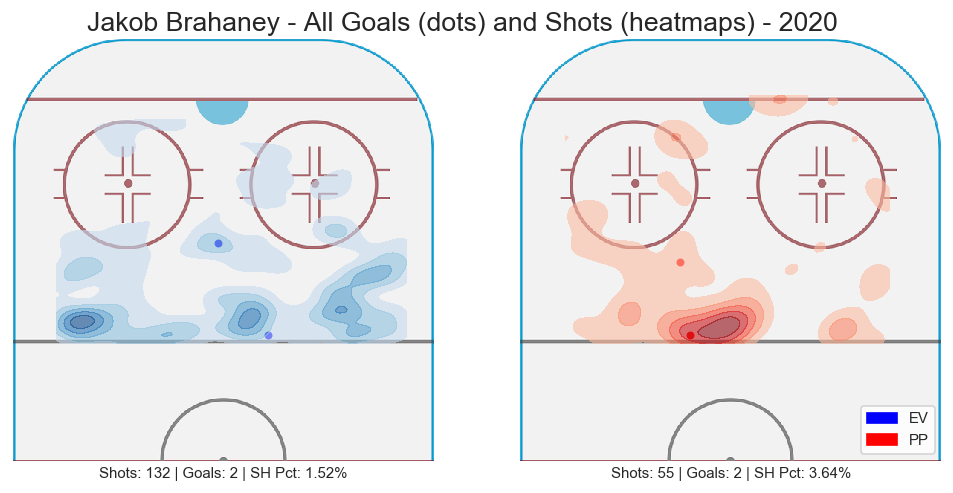 Jakob Brahaney - All Goals (dots) and Shots (heatmaps) - 2020
EV
PP
Shots: 132 | Goals: 2 | SH Pct: 1.52%
Shots: 55 | Goals: 2 | SH Pct: 3.64%